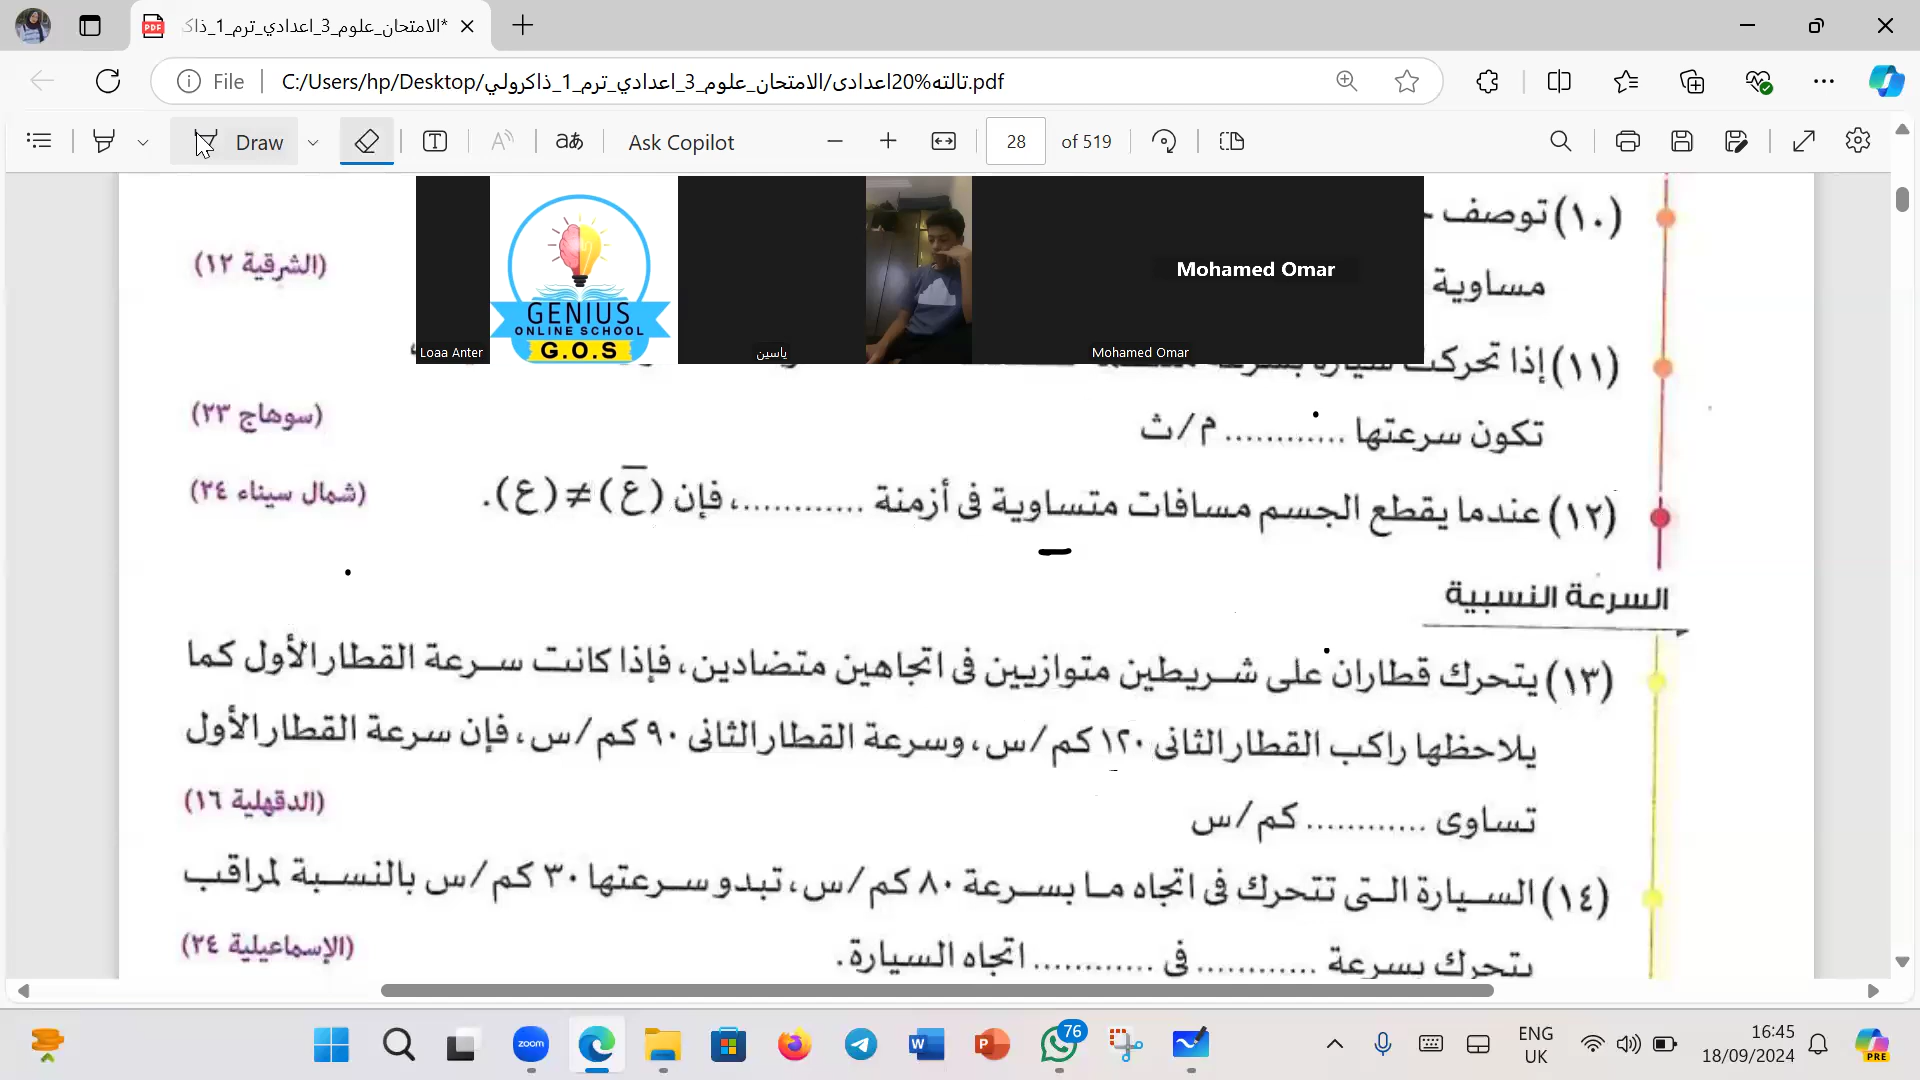 *الامتحان_علوم_3_اعدادي_ترم_1_ذاك
File
C:/Users/hp/Desktop/تالته%20اعدادى/الامتحان_علوم_3_اعدادي_ترم_1_ذاكرولي.pdf
Draw
aあ
Ask Copilot
28
of 519
(١٠) توصف
(الشرقية ١٢)
مساوية
GENIUS
ONLINE SCHOOL
G.O.S
Mohamed Omar
Loaa Anter
ياسين
Mohamed Omar
(١١) إذا تحركت سيارة بسرعة
(سوهاج ٢٣)
تكون سرعتها ............ م/ث
(١٢) عندما يقطع الجسم مسافات متساوية فى أزمنة ............، فإن (ع̅) ≠ (ع).
(شمال سيناء ٢٤)
السرعة النسبية
(١٣) يتحرك قطاران على شريطين متوازيين فى اتجاهين متضادين، فإذا كانت سرعة القطار الأول كما
يلاحظها راكب القطار الثانى ١٢٠ كم/س، وسرعة القطار الثانى ٩٠ كم/س، فإن سرعة القطار الأول
تساوى ............ كم/س
(الدقهلية ١٦)
(١٤) السيارة التى تتحرك فى اتجاه ما بسرعة ٨٠ كم/س، تبدو سرعتها ٣٠ كم/س بالنسبة لمراقب
يتحرك بسرعة ............ فى ............ اتجاه السيارة.
(الإسماعيلية ٢٤)
zoom
76
ENG
UK
16:45
18/09/2024
PRE